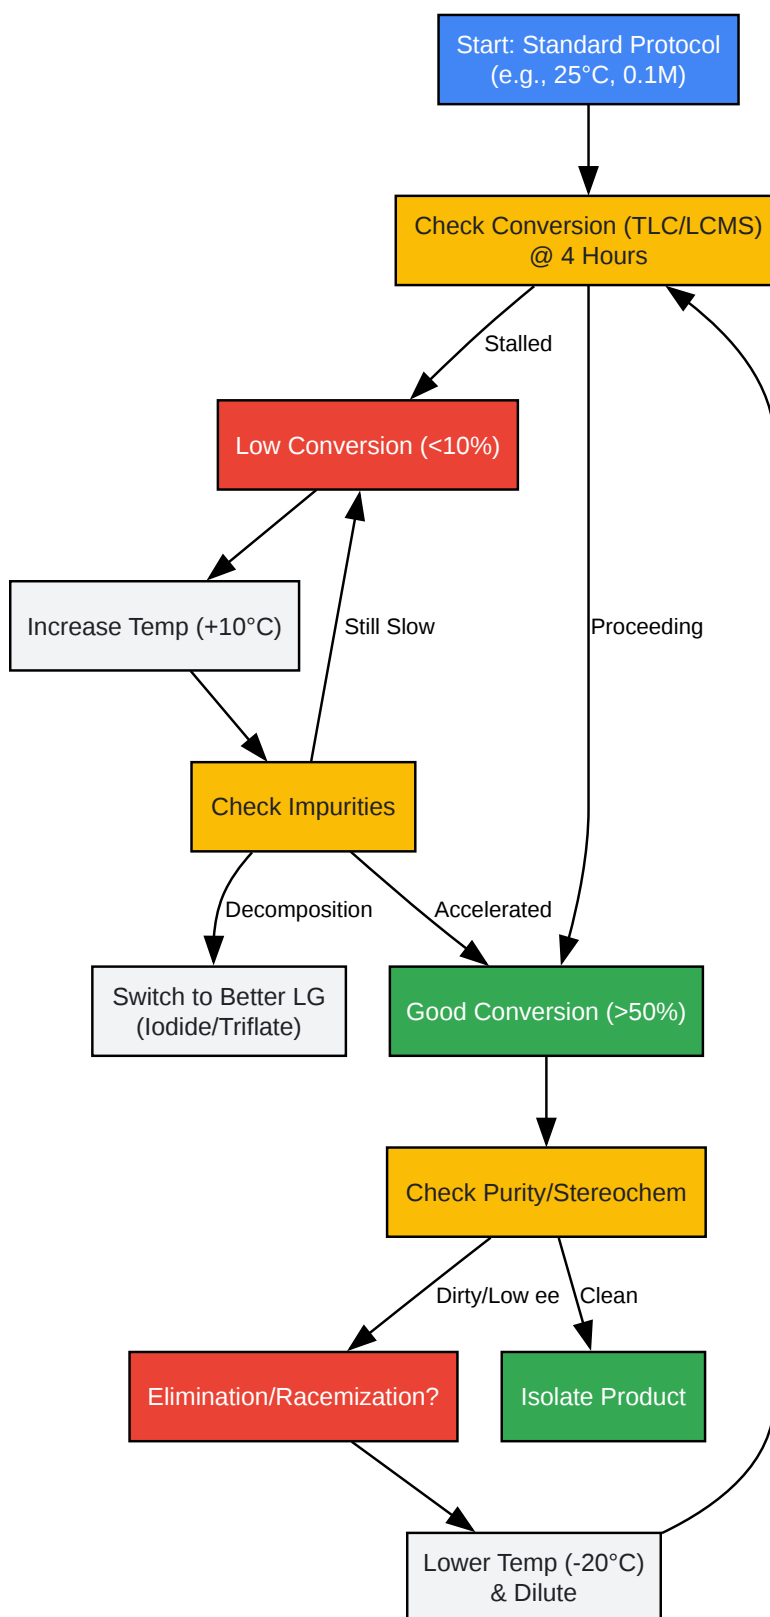 Start: Standard Protocol
(e.g., 25°C, 0.1M)
Check Conversion (TLC/LCMS)
@ 4 Hours
Stalled
Low Conversion (<10%)
Increase Temp (+10°C)
Still Slow
Proceeding
Check Impurities
Decomposition
Accelerated
Switch to Better LG
(Iodide/Triflate)
Good Conversion (>50%)
Check Purity/Stereochem
Dirty/Low ee
Clean
Elimination/Racemization?
Isolate Product
Lower Temp (-20°C)
& Dilute